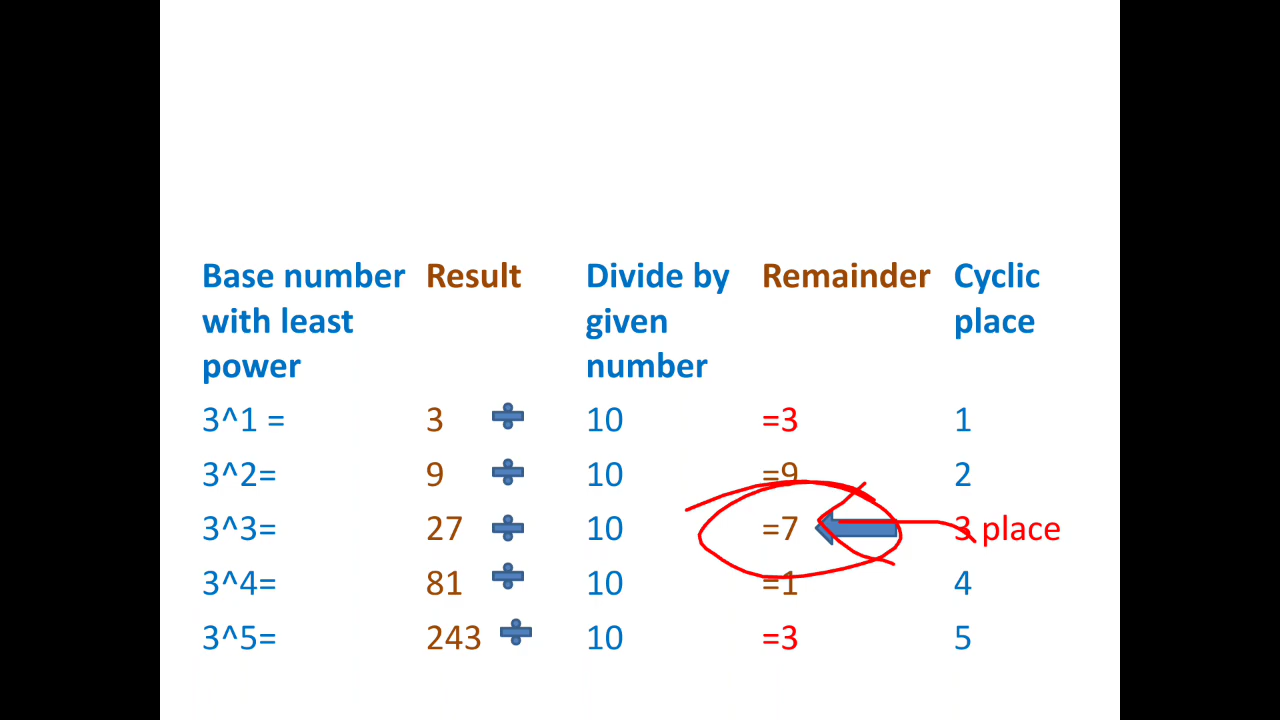 Base number Result Divide by Remainder Cyclic
with least given place
power number
3^1 = 3 ÷ 10 =3 1
3^2= 9 ÷ 10 =9 2
3^3= 27 ÷ 10 =7 3 place
3^4= 81 ÷ 10 =1 4
3^5= 243 ÷ 10 =3 5